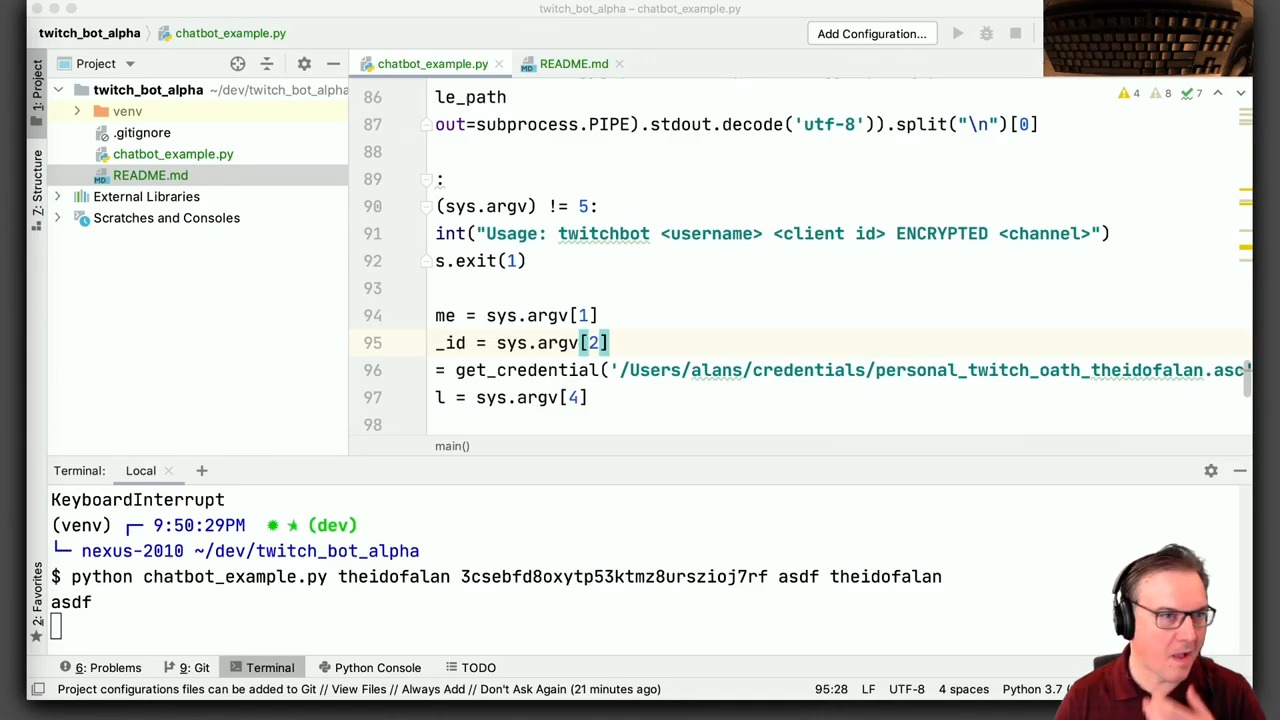 twitch_bot_alpha – chatbot_example.py
twitch_bot_alpha chatbot_example.py
Add Configuration...
1: Project
Z: Structure
2: Favorites
Project
twitch_bot_alpha ~/dev/twitch_bot_alpha
venv
.gitignore
chatbot_example.py
README.md
External Libraries
Scratches and Consoles
chatbot_example.py
README.md
4 8 7
86 le_path
87 out=subprocess.PIPE).stdout.decode('utf-8')).split("\n")[0]
88
89 :
90 (sys.argv) != 5:
91 int("Usage: twitchbot <username> <client id> ENCRYPTED <channel>")
92 s.exit(1)
93
94 me = sys.argv[1]
95 _id = sys.argv[2]
96 = get_credential('/Users/alans/credentials/personal_twitch_oath_theidofalan.asc'
97 l = sys.argv[4]
98
main()
Terminal: Local +
KeyboardInterrupt
(venv) 9:50:29PM (dev)
nexus-2010 ~/dev/twitch_bot_alpha
$ python chatbot_example.py theidofalan 3csebfd8oxytp53ktmz8urszioj7rf asdf theidofalan
asdf
6: Problems
9: Git
Terminal
Python Console
TODO
Project configurations files can be added to Git // View Files // Always Add // Don't Ask Again (21 minutes ago)
95:28 LF UTF-8 4 spaces Python 3.7